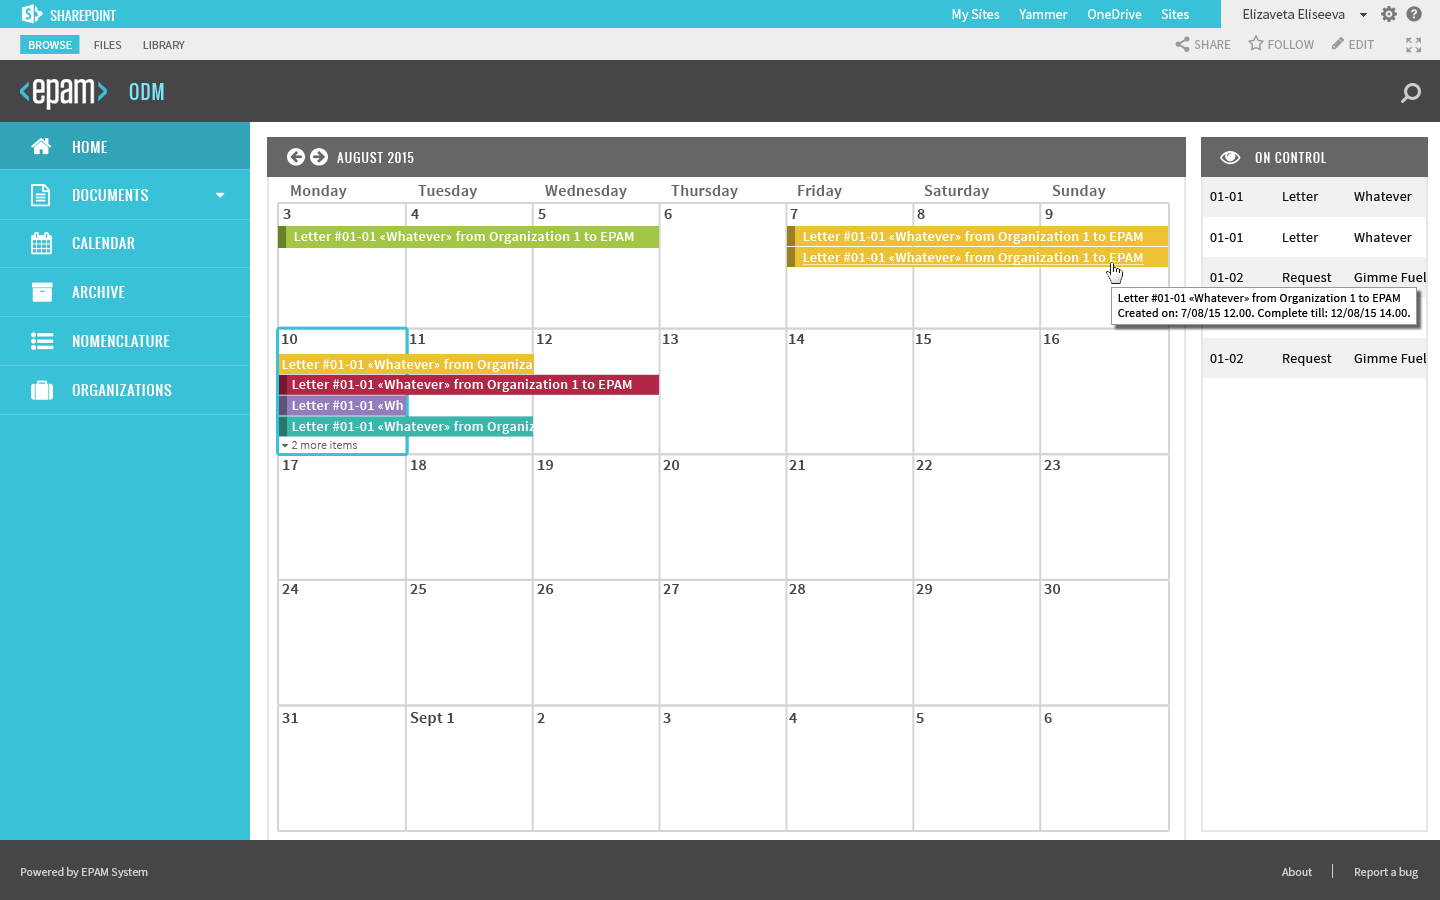 SHAREPOINT
My Sites Yammer OneDrive Sites Elizaveta Eliseeva
BROWSE FILES LIBRARY SHARE FOLLOW EDIT
<epam> ODM
HOME
DOCUMENTS
CALENDAR
ARCHIVE
NOMENCLATURE
ORGANIZATIONS
AUGUST 2015
Monday Tuesday Wednesday Thursday Friday Saturday Sunday
3 4 5 6 7 8 9
Letter #01-01 «Whatever» from Organization 1 to EPAM Letter #01-01 «Whatever» from Organization 1 to EPAM
Letter #01-01 «Whatever» from Organization 1 to EPAM
Letter #01-01 «Whatever» from Organization 1 to EPAM
Created on: 7/08/15 12.00. Complete till: 12/08/15 14.00.
10 11 12 13 14 15 16
Letter #01-01 «Whatever» from Organiza
Letter #01-01 «Whatever» from Organization 1 to EPAM
Letter #01-01 «Wh
Letter #01-01 «Whatever» from Organiz
2 more items
17 18 19 20 21 22 23
24 25 26 27 28 29 30
31 Sept 1 2 3 4 5 6
ON CONTROL
01-01 Letter Whatever
01-01 Letter Whatever
01-02 Request Gimme Fuel
01-02 Request Gimme Fuel
Powered by EPAM System About Report a bug